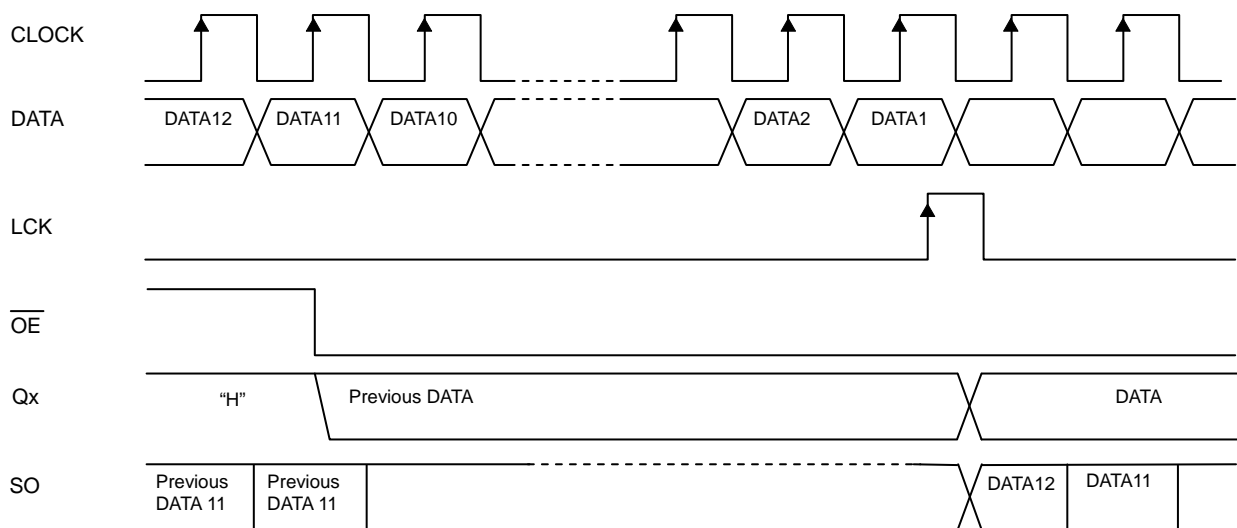 CLOCK
DATA
DATA12
DATA11
DATA10
DATA2
DATA1
LCK
OE
Qx
“H”
Previous DATA
DATA
SO
Previous
DATA 11
Previous
DATA 11
DATA12
DATA11